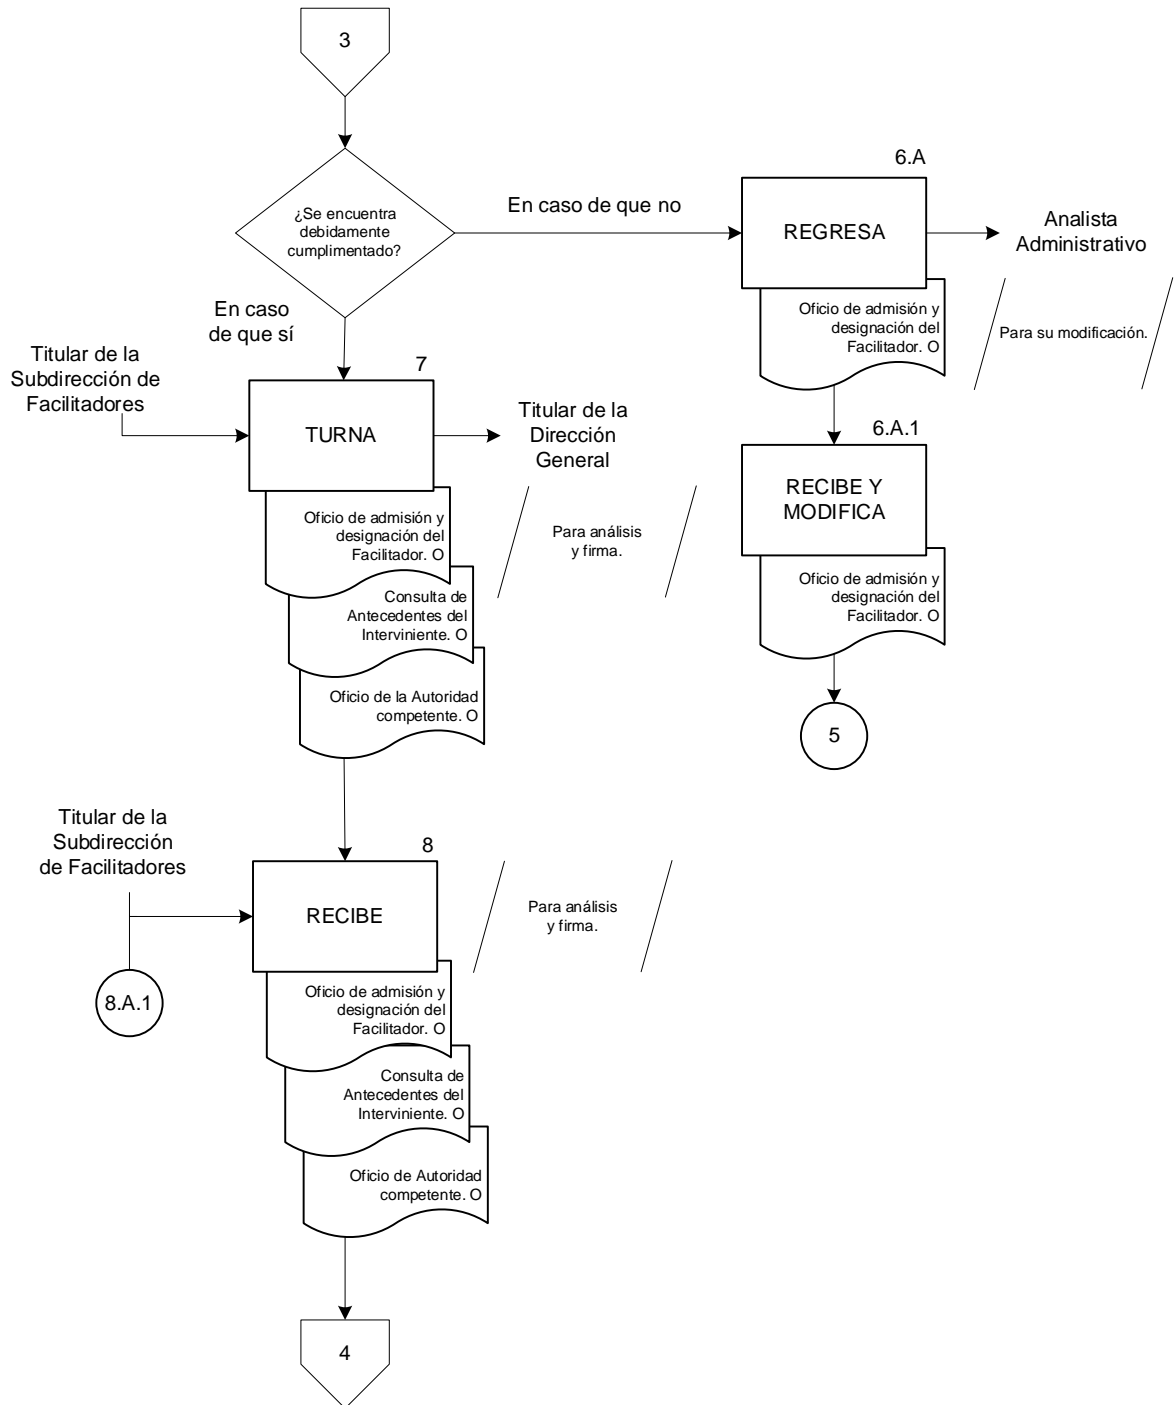 3
¿Se encuentra
debidamente
cumplimentado?
En caso de que no
6.A
REGRESA
Analista
Administrativo
Oficio de admisión y
designación del
Facilitador. O
Para su modificación.
En caso
de que sí
Titular de la
Subdirección de
Facilitadores
7
TURNA
Titular de la
Dirección
General
Oficio de admisión y
designación del
Facilitador. O
Para análisis
y firma.
Consulta de
Antecedentes del
Interviniente. O
Oficio de la Autoridad
competente. O
6.A.1
RECIBE Y
MODIFICA
Oficio de admisión y
designación del
Facilitador. O
5
Titular de la
Subdirección
de Facilitadores
8
RECIBE
Para análisis
y firma.
8.A.1
Oficio de admisión y
designación del
Facilitador. O
Consulta de
Antecedentes del
Interviniente. O
Oficio de Autoridad
competente. O
4